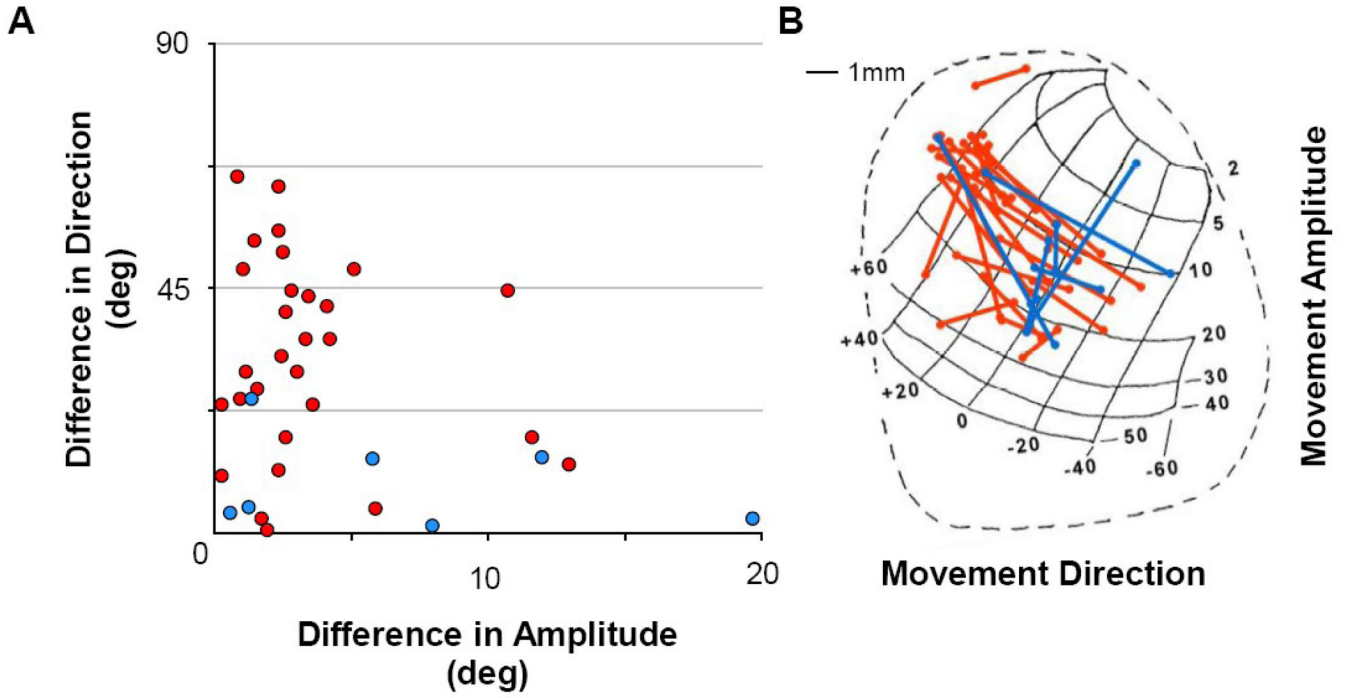 A
90
45
0
10
20
Difference in Direction
(deg)
Difference in Amplitude
(deg)
B
1mm
2
5
10
20
30
40
50
+60
+40
+20
0
-20
-40
-60
Movement Amplitude
Movement Direction